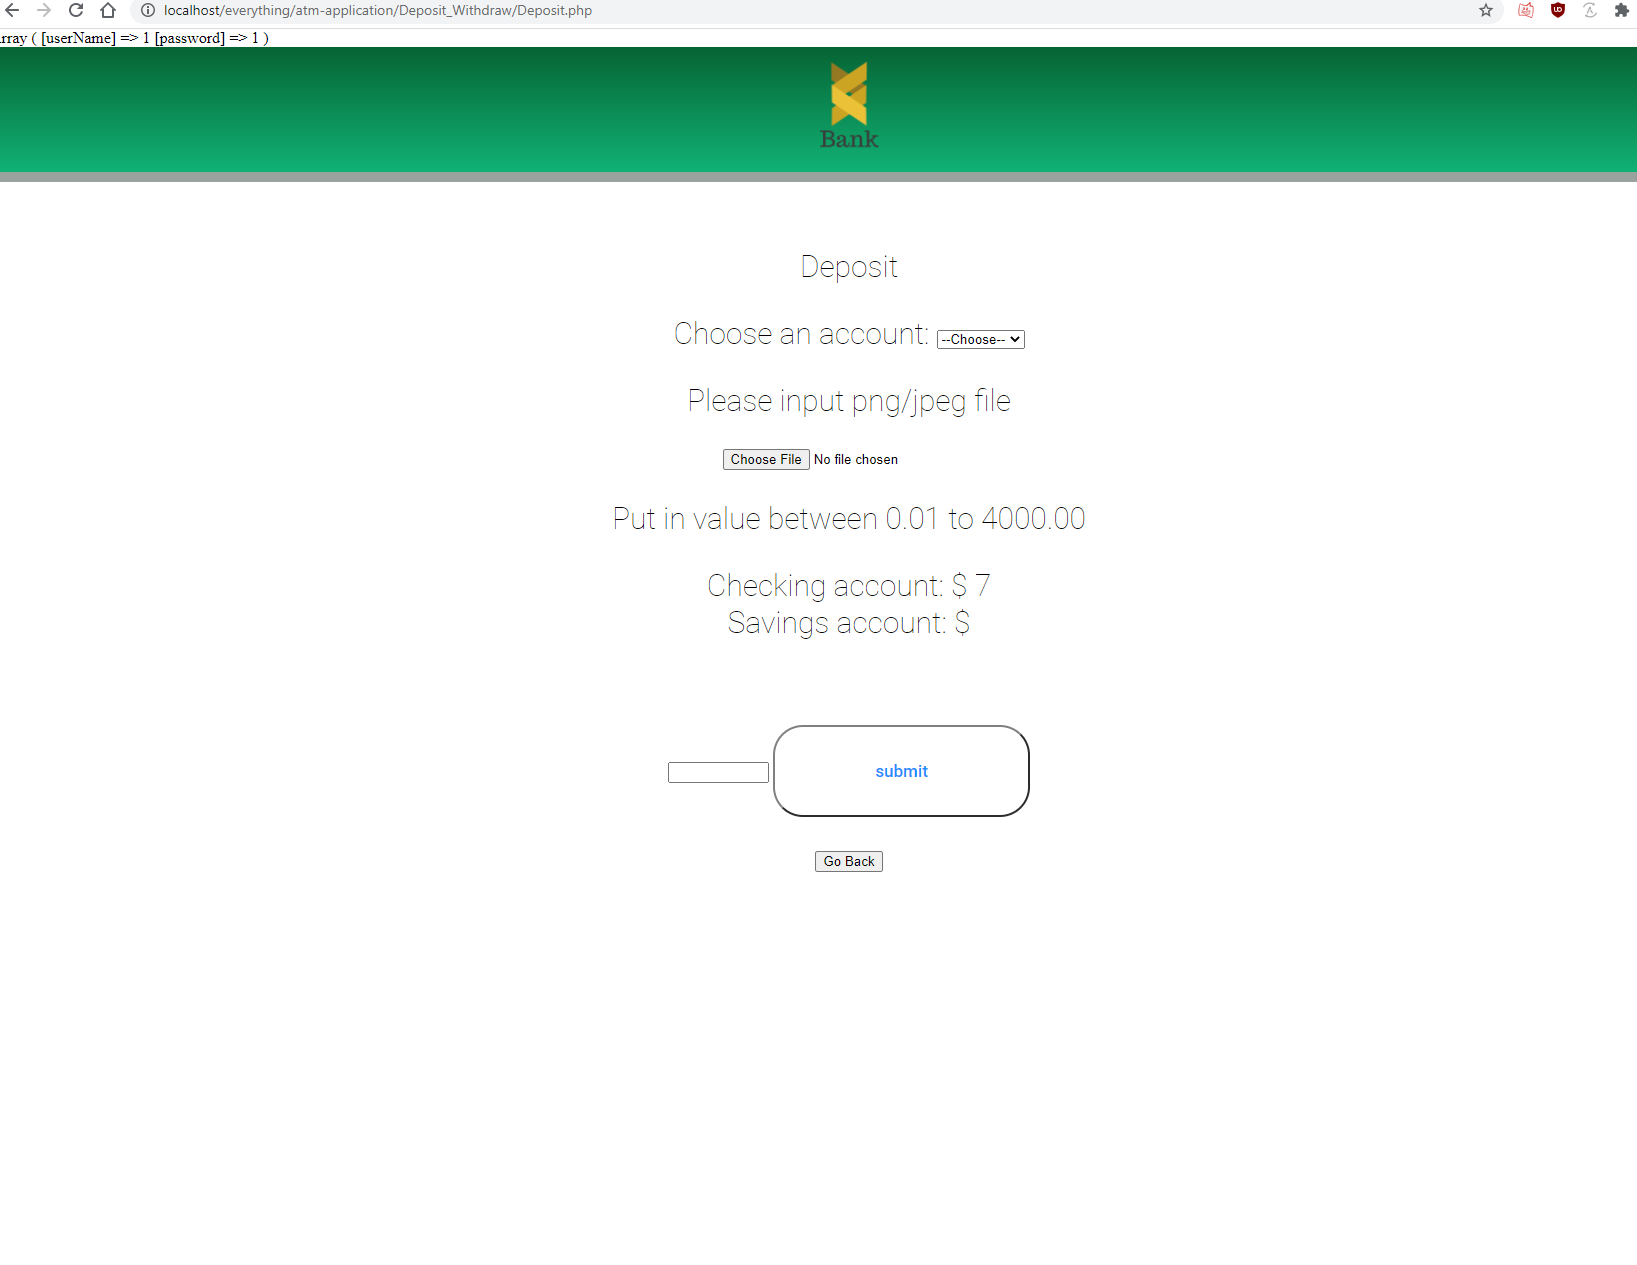 localhost/everything/atm-application/Deposit_Withdraw/Deposit.php
rray ( [userName] => 1 [password] => 1 )
Bank
Deposit
Choose an account: --Choose--
Please input png/jpeg file
Choose File No file chosen
Put in value between 0.01 to 4000.00
Checking account: $ 7
Savings account: $
submit
Go Back